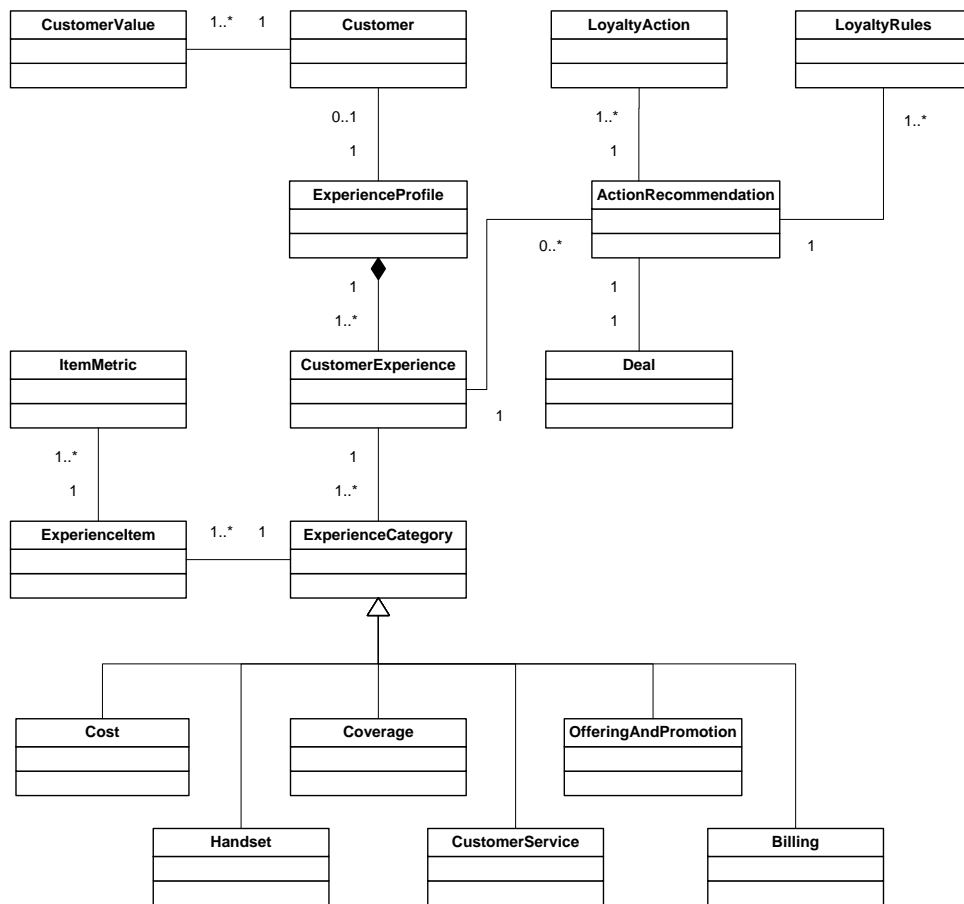 CustomerValue
1..* 1
Customer
LoyaltyAction
LoyaltyRules
0..1
1
1..*
1
1..*
ExperienceProfile
ActionRecommendation
0..*
1
1
1..*
1
1
ItemMetric
CustomerExperience
Deal
1
1..*
1
1
1..*
ExperienceItem
1..* 1
ExperienceCategory
Cost
Coverage
OfferingAndPromotion
Handset
CustomerService
Billing